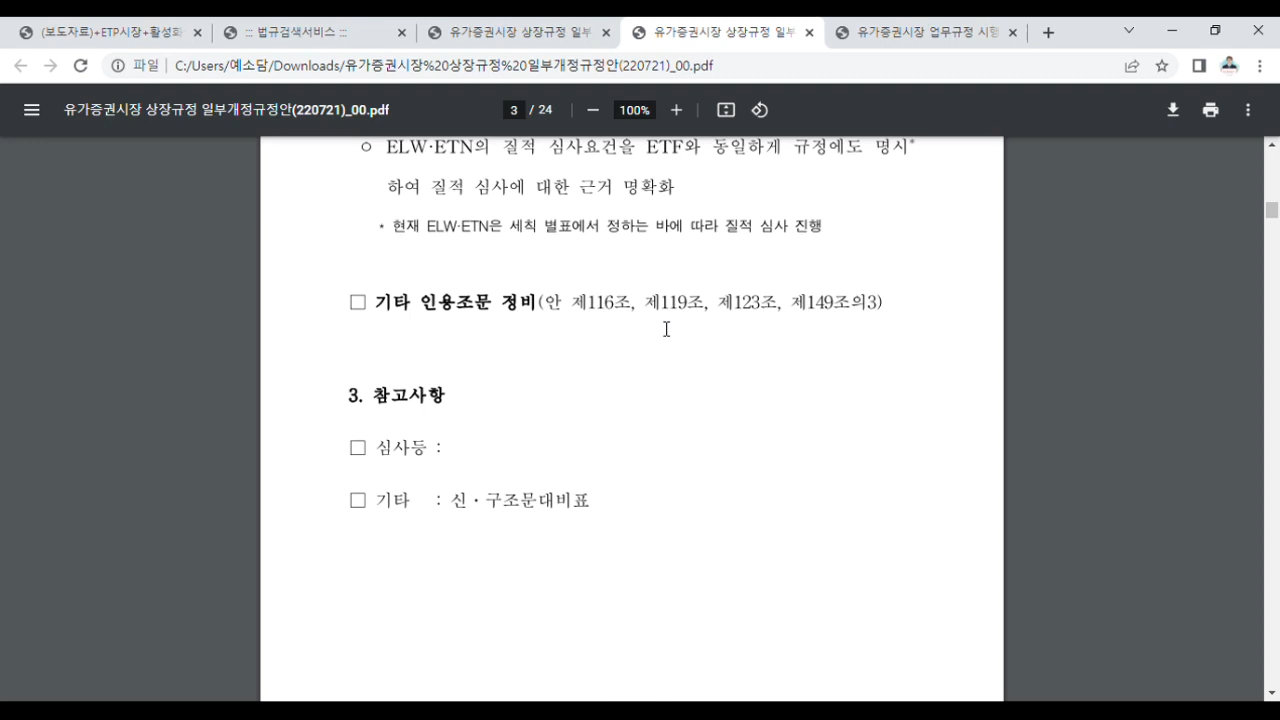 (보도자료)+ETP시장+활성화
::: 법규검색서비스 :::
유가증권시장 상장규정 일부
유가증권시장 상장규정 일부
유가증권시장 업무규정 시행
파일 C:/Users/예소담/Downloads/유가증권시장%20상장규정%20일부개정규정안(220721)_00.pdf
유가증권시장 상장규정 일부개정규정안(220721)_00.pdf
3 / 24
100%
○ ELW·ETN의 질적 심사요건을 ETF와 동일하게 규정에도 명시*
하여 질적 심사에 대한 근거 명확화
* 현재 ELW·ETN은 세칙 별표에서 정하는 바에 따라 질적 심사 진행
□ 기타 인용조문 정비(안 제116조, 제119조, 제123조, 제149조의3)
3. 참고사항
□ 심사등 :
□ 기타 : 신·구조문대비표